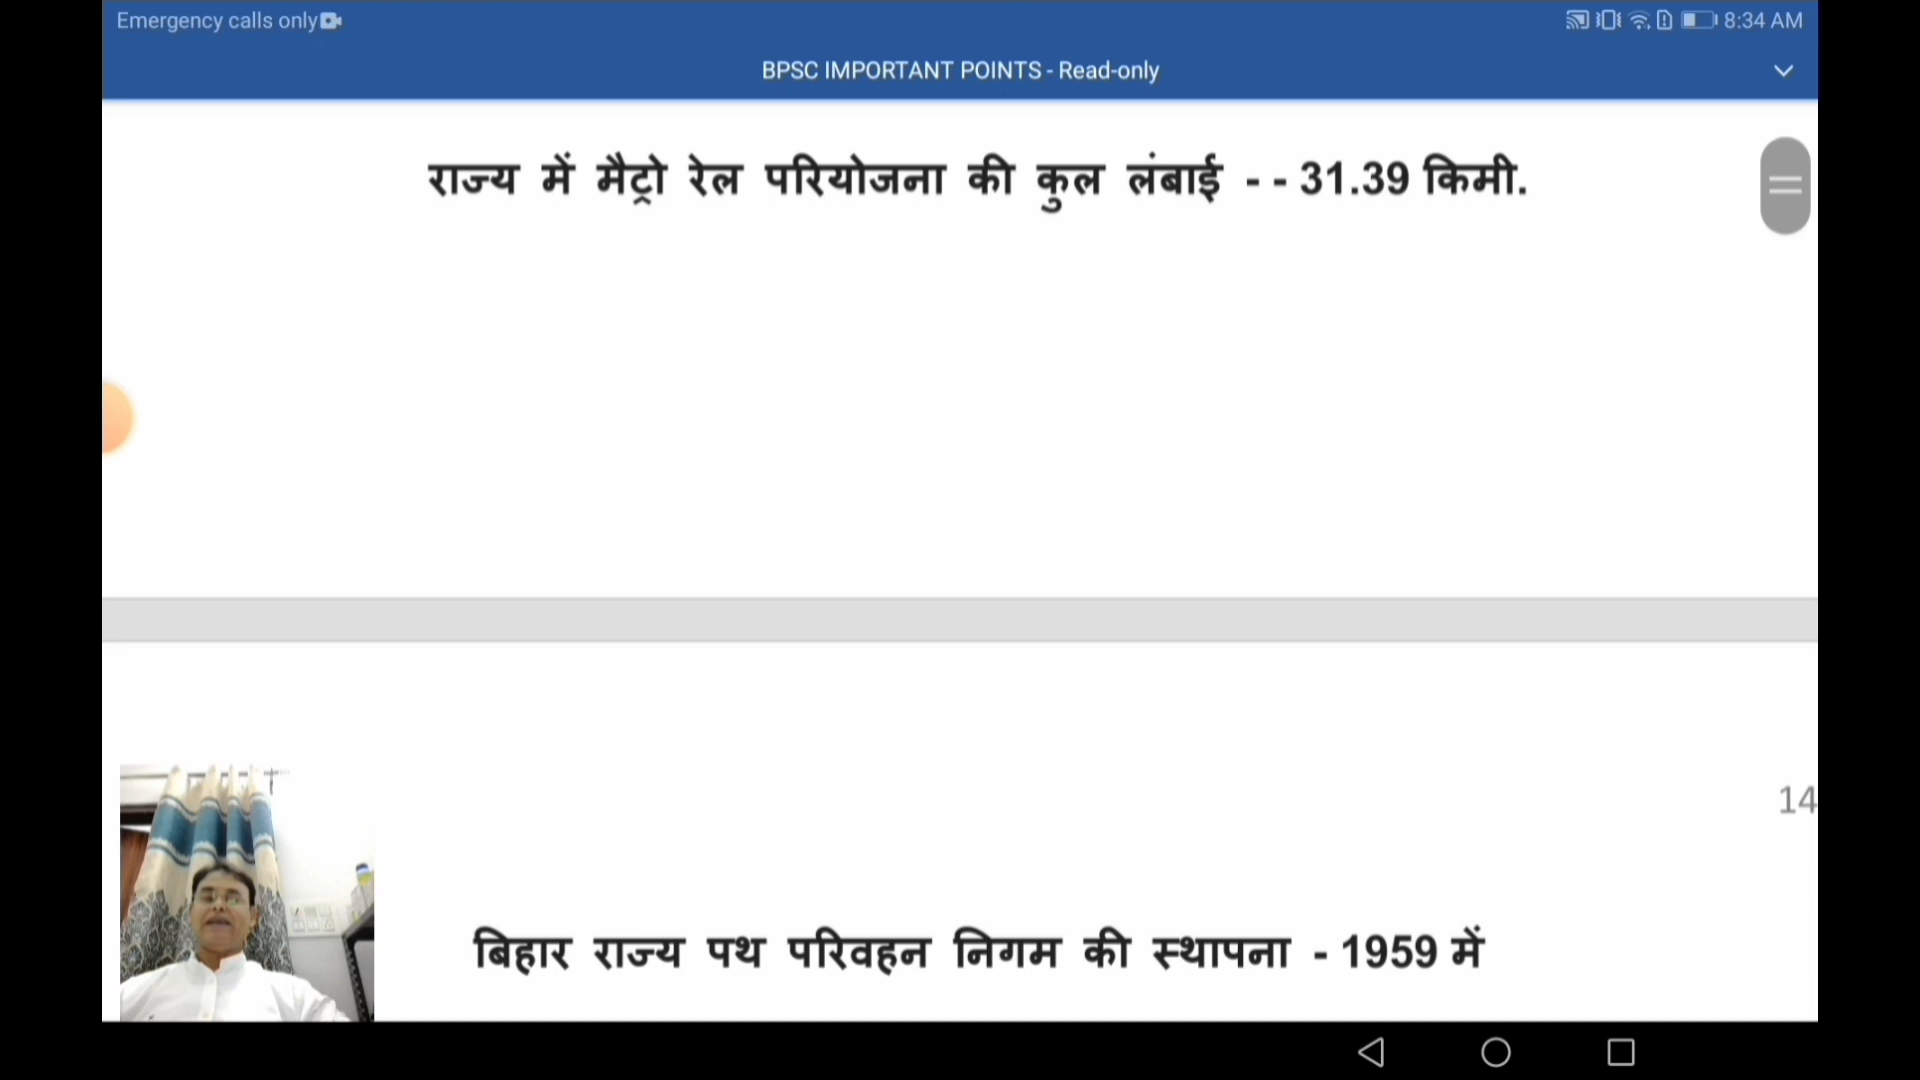 Emergency calls only
8:34 AM
BPSC IMPORTANT POINTS - Read-only
राज्य में मैट्रो रेल परियोजना की कुल लंबाई - - 31.39 किमी.
14
बिहार राज्य पथ परिवहन निगम की स्थापना - 1959 में